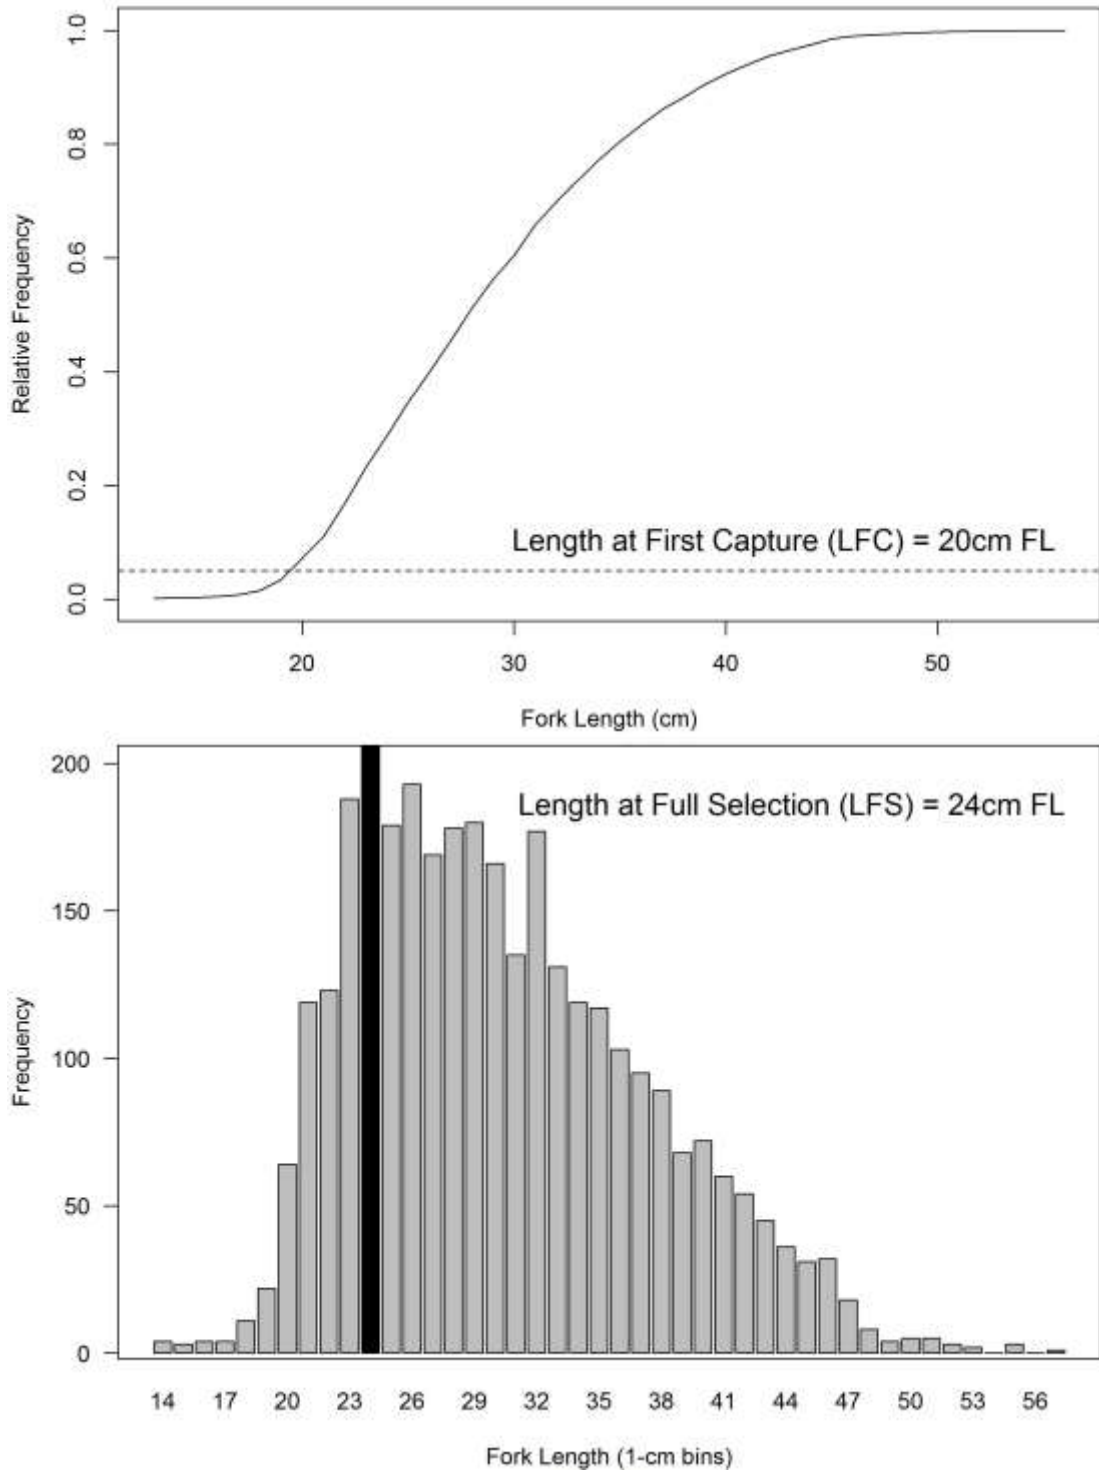 1.0
0.8
0.6
0.4
0.2
0.0
Relative Frequency
Length at First Capture (LFC) = 20cm FL
20 30 40 50
Fork Length (cm)
200
150
100
50
0
Frequency
Length at Full Selection (LFS) = 24cm FL
14 17 20 23 26 29 32 35 38 41 44 47 50 53 56
Fork Length (1-cm bins)